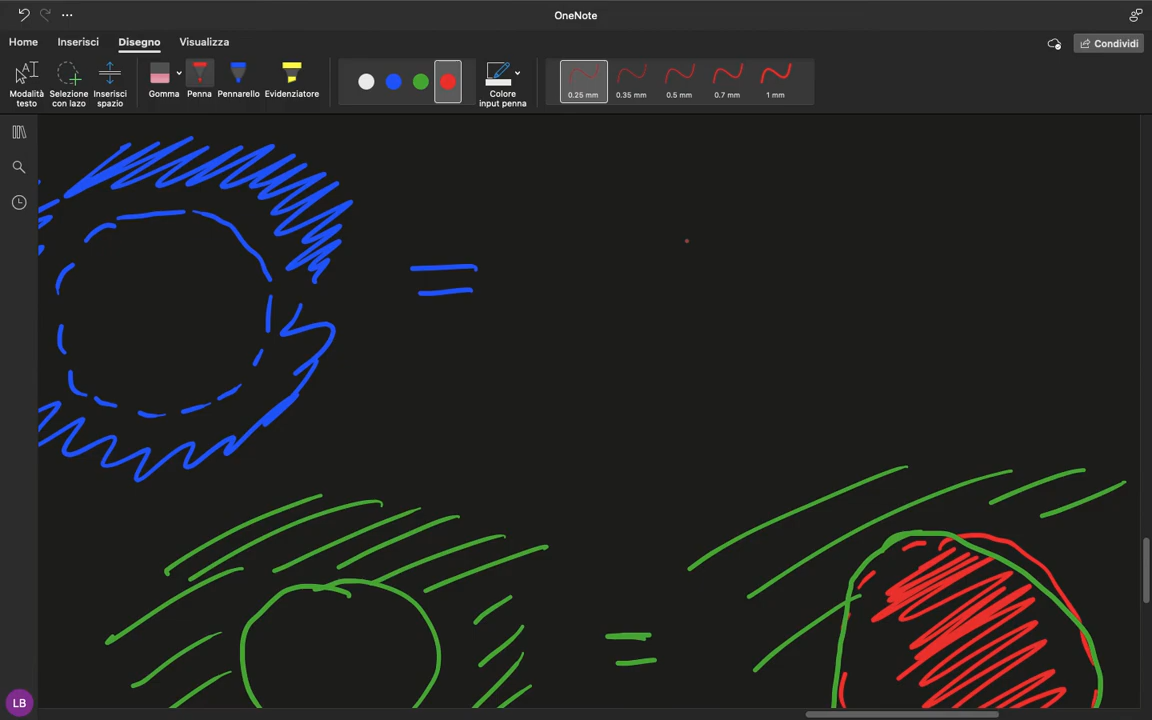 OneNote
Home Inserisci Disegno Visualizza
Condividi
Modalità testo
Selezione con lazo
Inserisci spazio
Gomma
Penna
Pennarello
Evidenziatore
Colore input penna
0.25 mm
0.35 mm
0.5 mm
0.7 mm
1 mm
=
=
LB